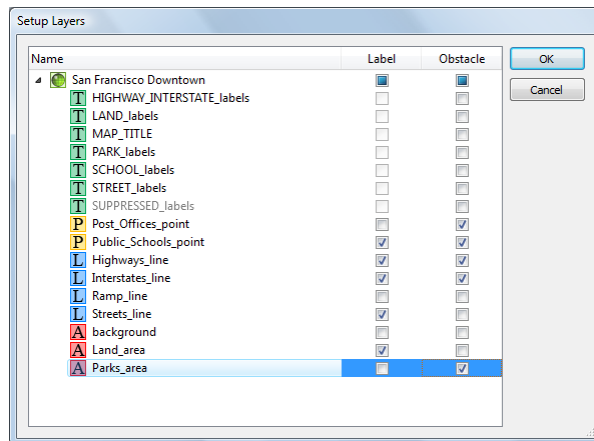 Setup Layers
Name Label Obstacle
OK
San Francisco Downtown
Cancel
T HIGHWAY_INTERSTATE_labels
T LAND_labels
T MAP_TITLE
T PARK_labels
T SCHOOL_labels
T STREET_labels
T SUPPRESSED_labels
P Post_Offices_point
P Public_Schools_point
L Highways_line
L Interstates_line
L Ramp_line
L Streets_line
A background
A Land_area
A Parks_area